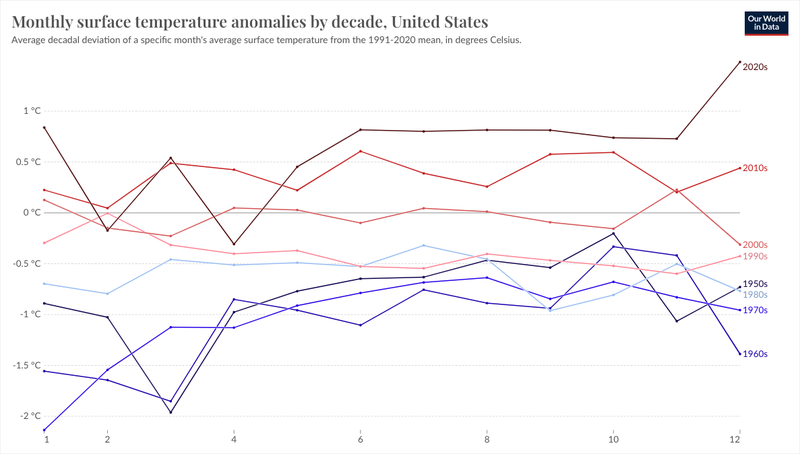 Monthly surface temperature anomalies by decade, United States
Average decadal deviation of a specific month's average surface temperature from the 1991-2020 mean, in degrees Celsius.
Our World
in Data
2020s
1 °C
0.5 °C
2010s
0 °C
2000s
1990s
-0.5 °C
1950s
1980s
-1 °C
1970s
1960s
-1.5 °C
-2 °C
1 2 4 6 8 10 12